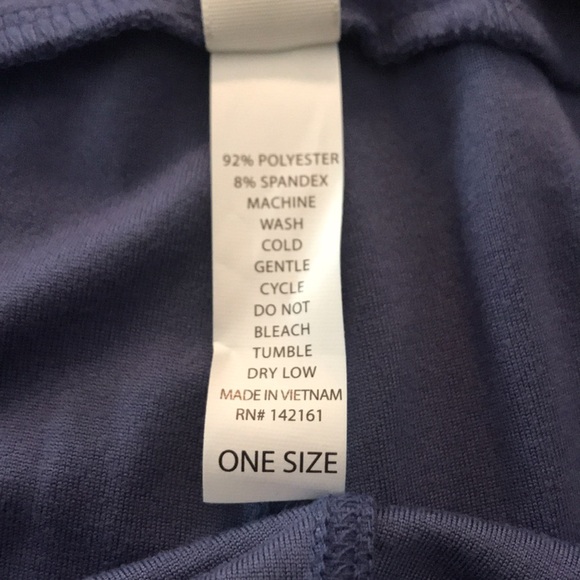 92% POLYESTER
8% SPANDEX
MACHINE
WASH
COLD
GENTLE
CYCLE
DO NOT
BLEACH
TUMBLE
DRY LOW
MADE IN VIETNAM
RN# 142161
ONE SIZE